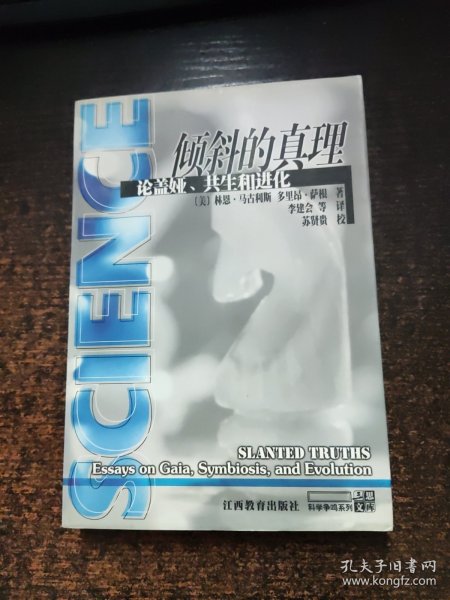 SCIENCE
倾斜的真理
论盖娅、共生和进化
〔美〕林恩·马古利斯 多里昂·萨根 著
李建会 等 译
苏贤贵 校
SLANTED TRUTHS
Essays on Gaia, Symbiosis, and Evolution
江西教育出版社
思
科学争鸣系列 文库
孔夫子旧书网
www.kongfz.com